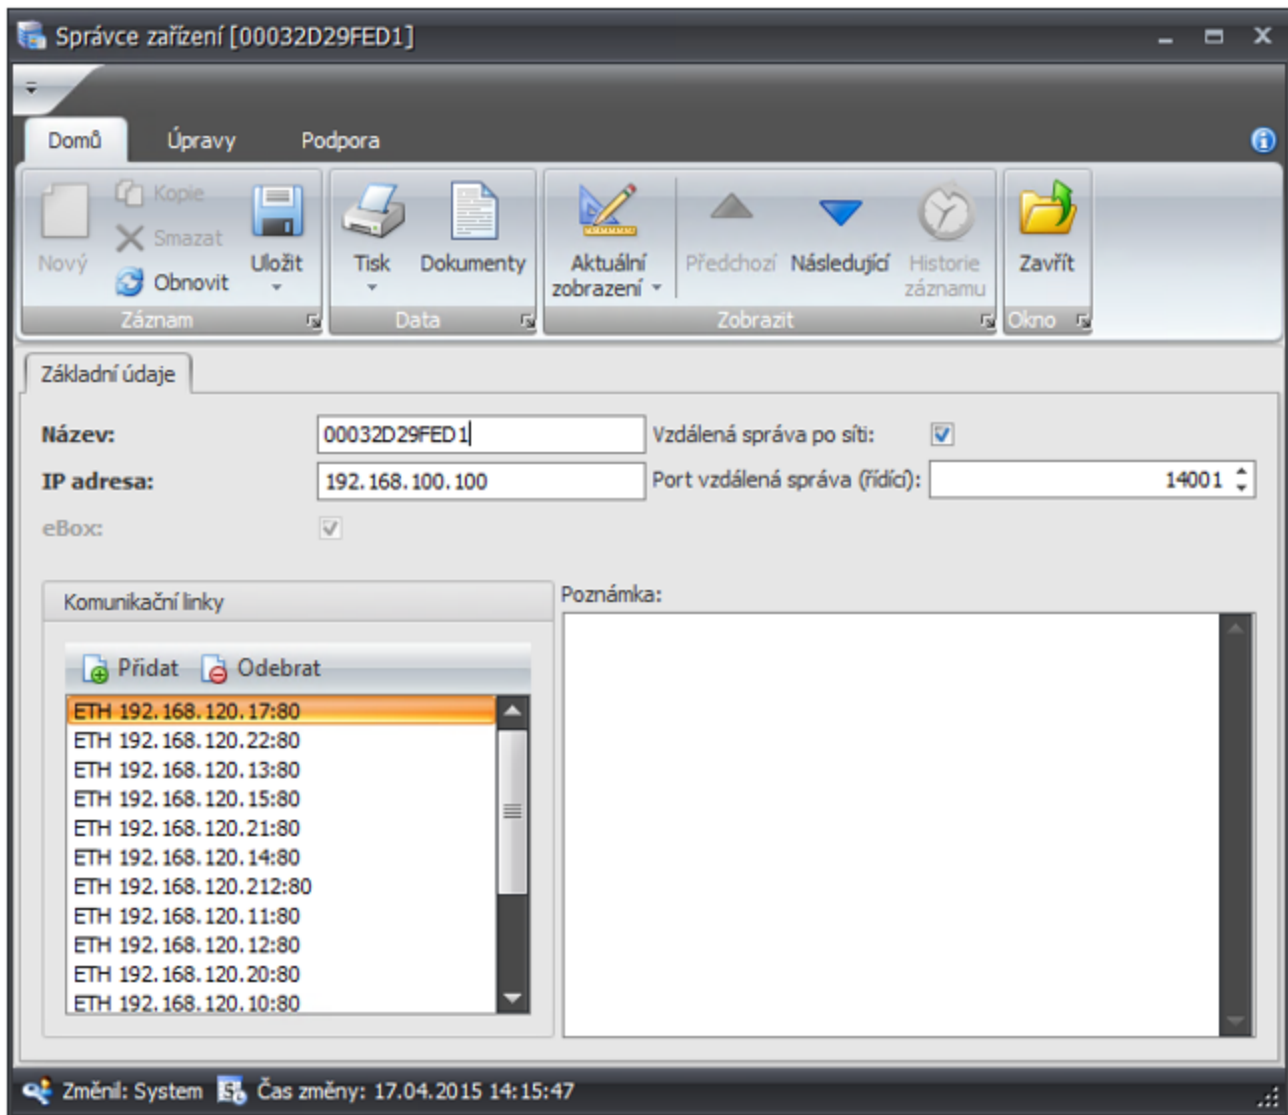 Správce zařízení [00032D29FED1]
Domů Úpravy Podpora
Nový
Kopie
Smazat
Obnovit
Uložit
Záznam
Tisk
Dokumenty
Data
Aktuální
zobrazení
Předchozí
Následující
Historie
záznamu
Zobrazit
Zavřít
Okno
Základní údaje
Název: 00032D29FED1 Vzdálená správa po síti:
IP adresa: 192.168.100.100 Port vzdálená správa (řídící): 14001
eBox:
Komunikační linky
Přidat Odebrat
ETH 192.168.120.17:80
ETH 192.168.120.22:80
ETH 192.168.120.13:80
ETH 192.168.120.15:80
ETH 192.168.120.21:80
ETH 192.168.120.14:80
ETH 192.168.120.212:80
ETH 192.168.120.11:80
ETH 192.168.120.12:80
ETH 192.168.120.20:80
ETH 192.168.120.10:80
Poznámka:
Změnil: System Čas změny: 17.04.2015 14:15:47